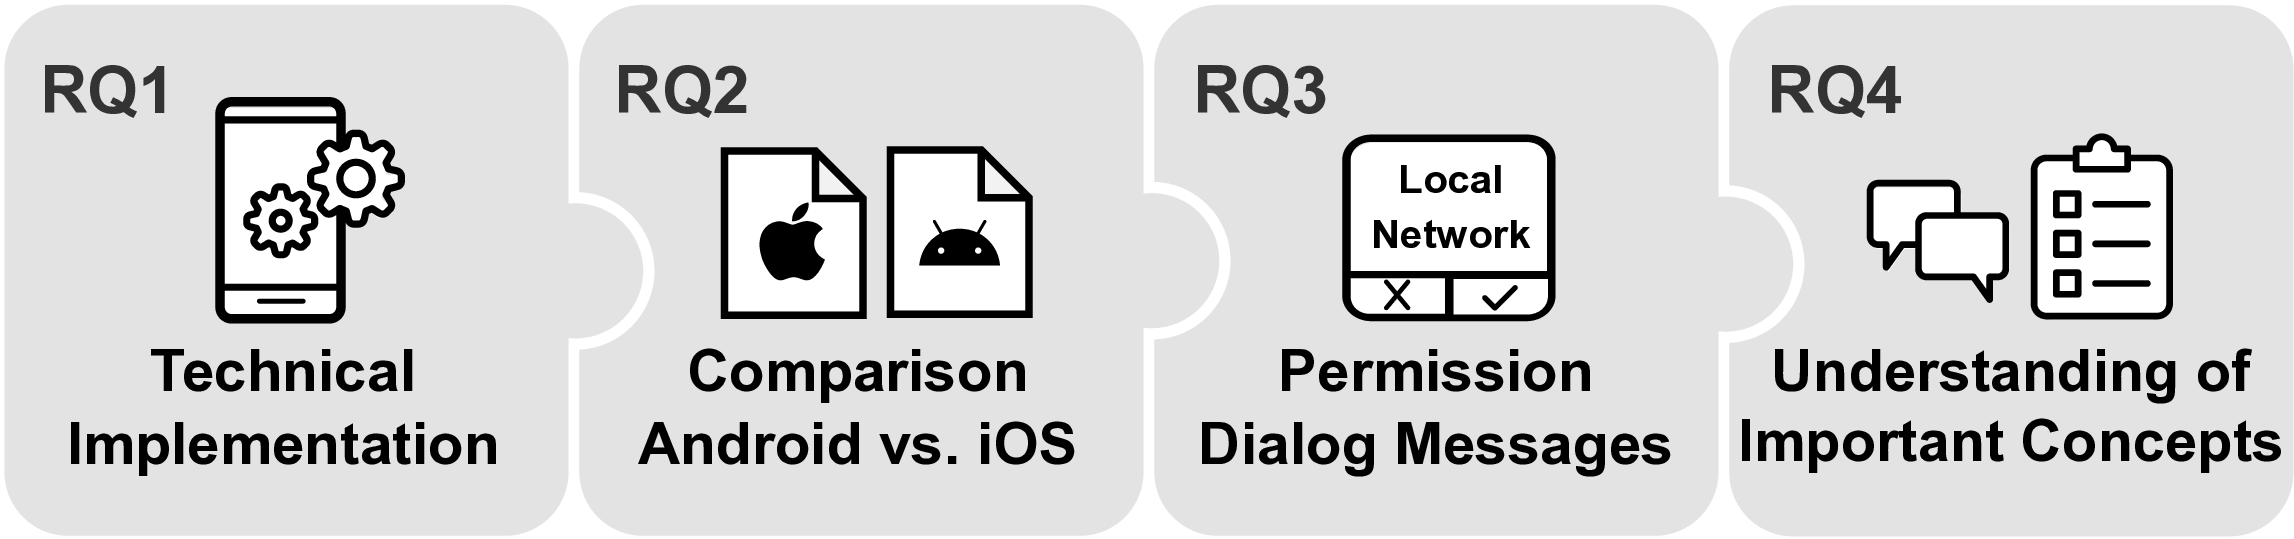 RQ1
Technical
Implementation
RQ2
Comparison
Android vs. iOS
RQ3
Local
Network
Permission
Dialog Messages
RQ4
Understanding of
Important Concepts